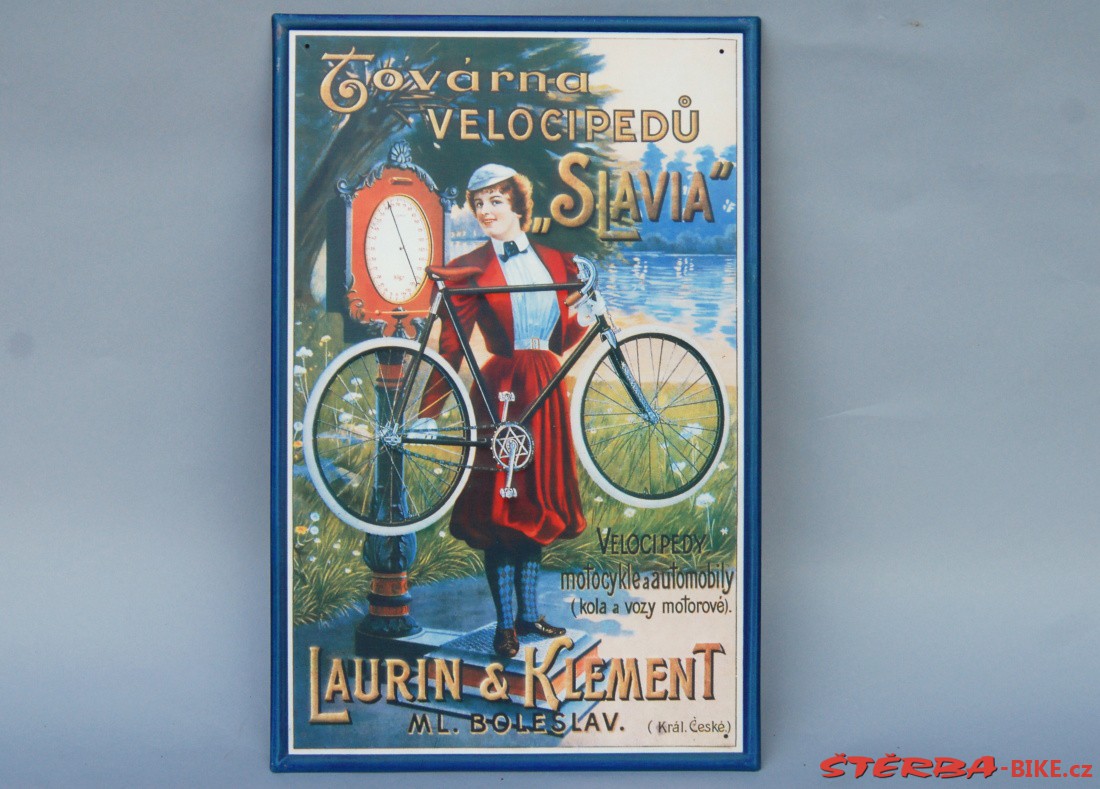 Továrna
VELOCIPEDŮ
„SLAVIA"
VELOCIPEDY
motocykle a automobily
(kola a vozy motorové).
LAURIN & KLEMENT
ML. BOLESLAV.
(Král. České.)
ŠTĚRBA-BIKE.cz